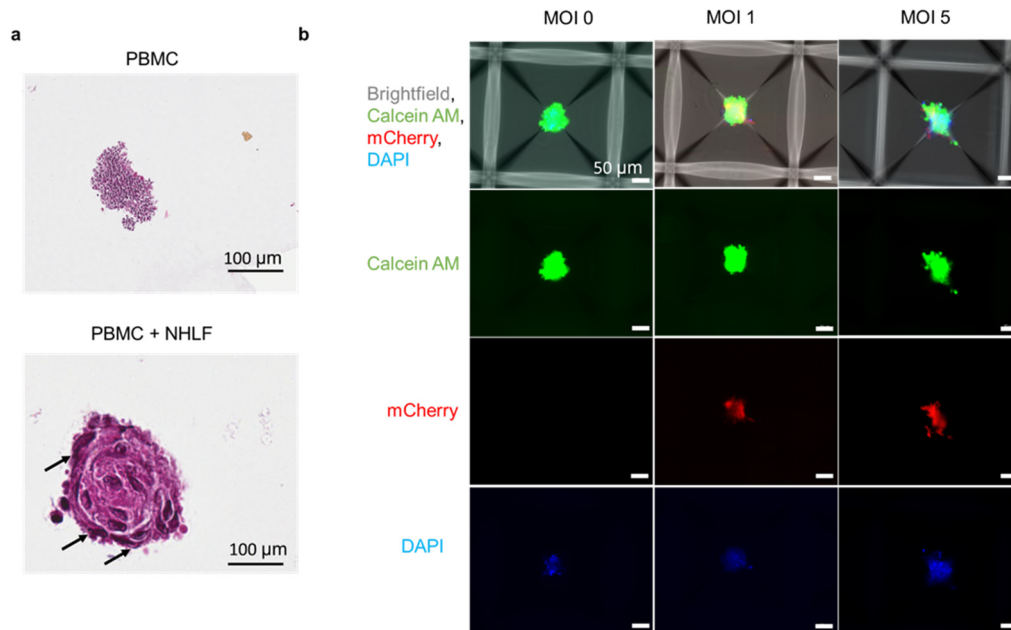 a
PBMC
100 μm
PBMC + NHLF
100 μm
b
MOI 0
MOI 1
MOI 5
Brightfield,
Calcein AM,
mCherry,
DAPI
50 μm
Calcein AM
mCherry
DAPI